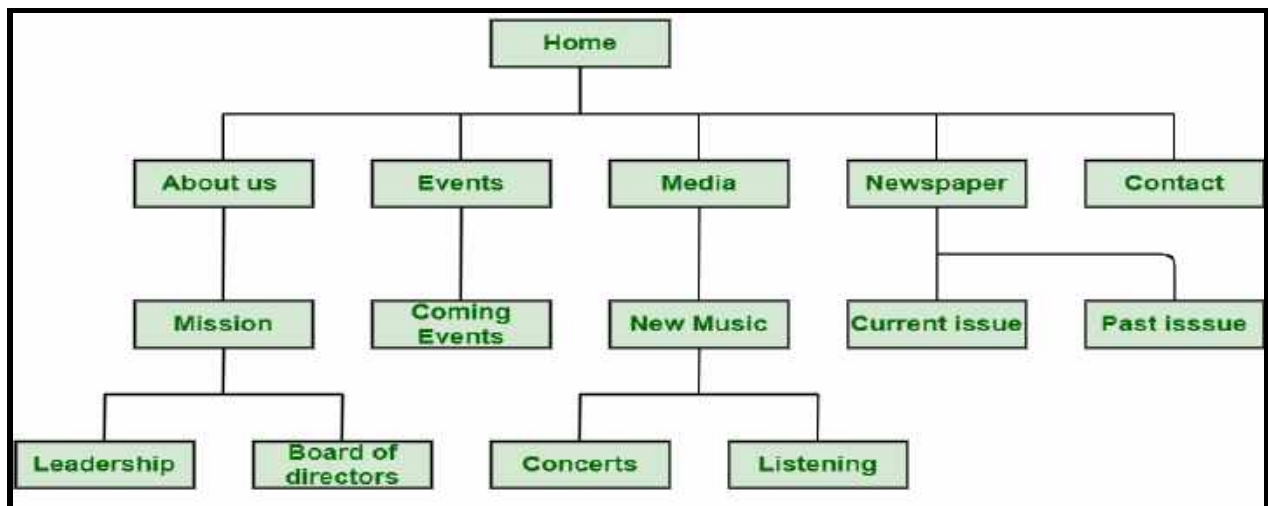 Home
About us
Events
Media
Newspaper
Contact
Mission
Coming
Events
New Music
Current issue
Past isssue
Leadership
Board of
directors
Concerts
Listening